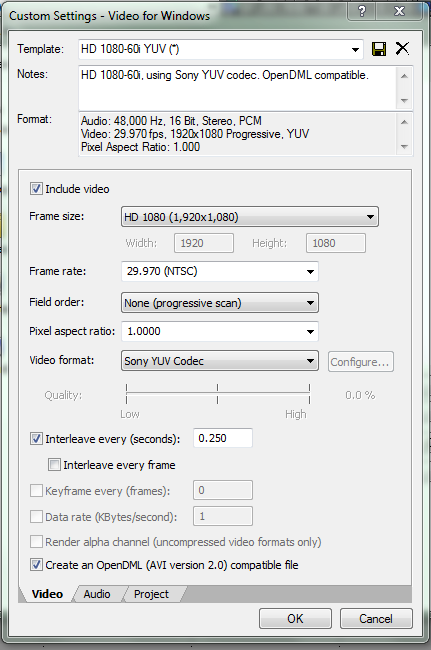 Custom Settings - Video for Windows
Template: HD 1080-60i YUV (*)
Notes: HD 1080-60i, using Sony YUV codec. OpenDML compatible.
Format: Audio: 48,000 Hz, 16 Bit, Stereo, PCM
Video: 29.970 fps, 1920x1080 Progressive, YUV
Pixel Aspect Ratio: 1.000
Include video
Frame size: HD 1080 (1,920x1,080)
Width: 1920 Height: 1080
Frame rate: 29.970 (NTSC)
Field order: None (progressive scan)
Pixel aspect ratio: 1.0000
Video format: Sony YUV Codec Configure...
Quality: 0.0 %
Low High
Interleave every (seconds): 0.250
Interleave every frame
Keyframe every (frames): 0
Data rate (KBytes/second): 1
Render alpha channel (uncompressed video formats only)
Create an OpenDML (AVI version 2.0) compatible file
Video Audio Project
OK Cancel